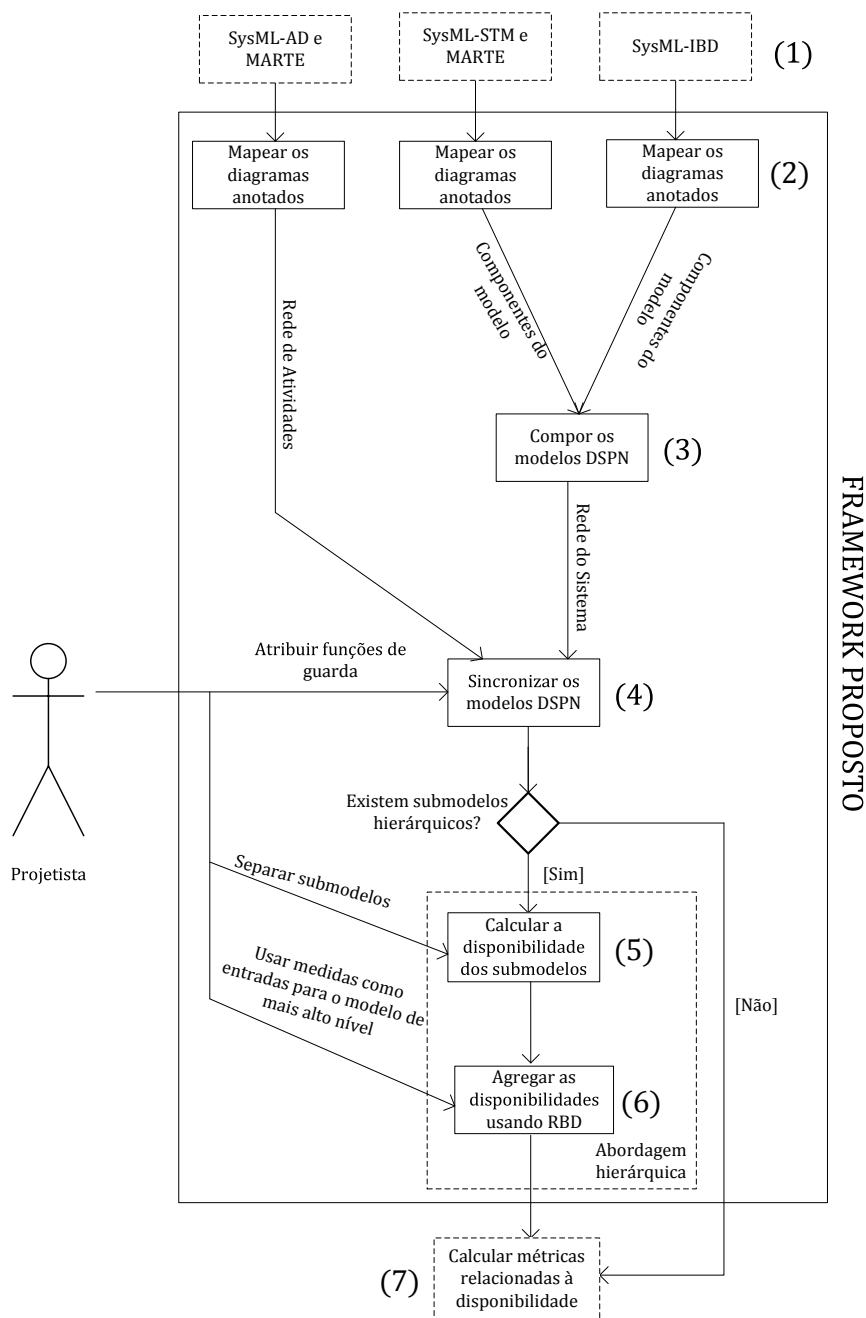 SysML-AD e
MARTE
SysML-STM e
MARTE
SysML-IBD
(1)
Mapear os
diagramas
anotados
Mapear os
diagramas
anotados
Mapear os
diagramas
anotados
(2)
Rede de Atividades
Componentes do
modelo
Componentes do
modelo
Compor os
modelos DSPN
(3)
Rede do Sistema
FRAMEWORK PROPOSTO
Atribuir funções de
guarda
Sincronizar os
modelos DSPN
(4)
Projetista
Existem submodelos
hierárquicos?
[Sim]
[Não]
Separar submodelos
Calcular a
disponibilidade
dos submodelos
(5)
Usar medidas como
entradas para o modelo de
mais alto nível
Agregar as
disponibilidades
usando RBD
(6)
Abordagem
hierárquica
(7)
Calcular métricas
relacionadas à
disponibilidade